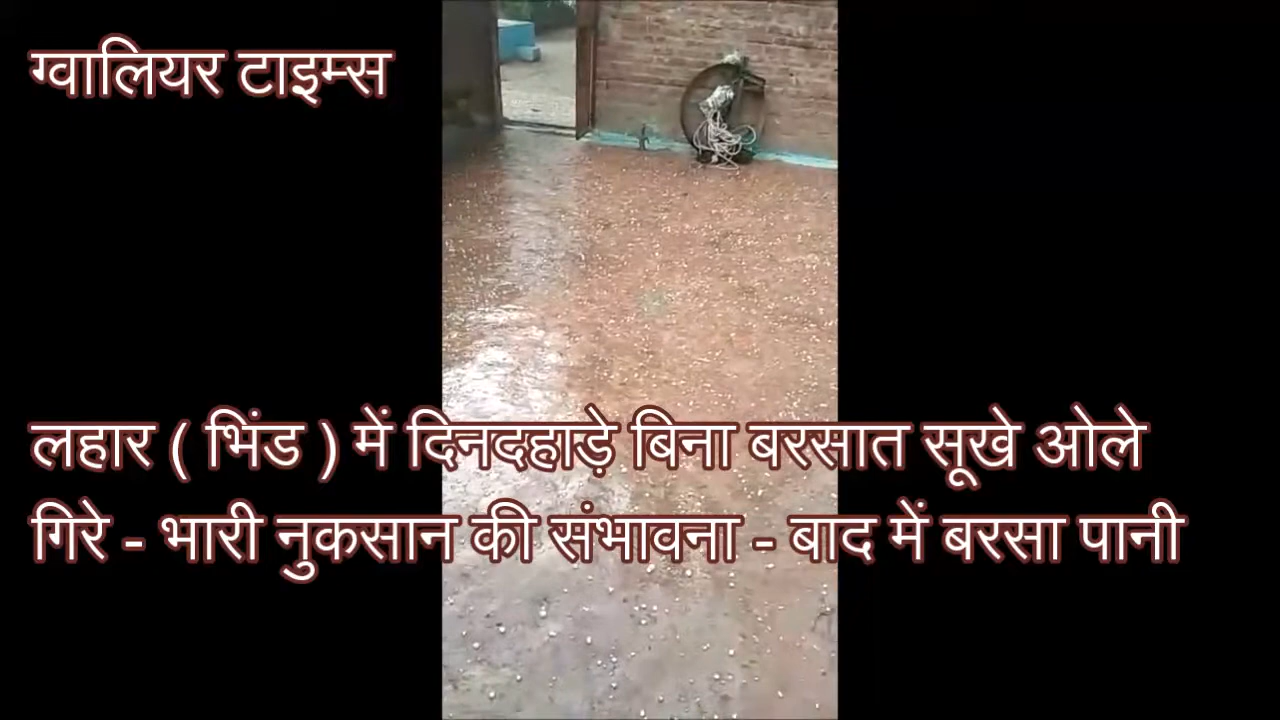 ग्वालियर टाइम्स
लहार ( भिंड ) में दिनदहाड़े बिना बरसात सूखे ओले
गिरे - भारी नुकसान की संभावना - बाद में बरसा पानी